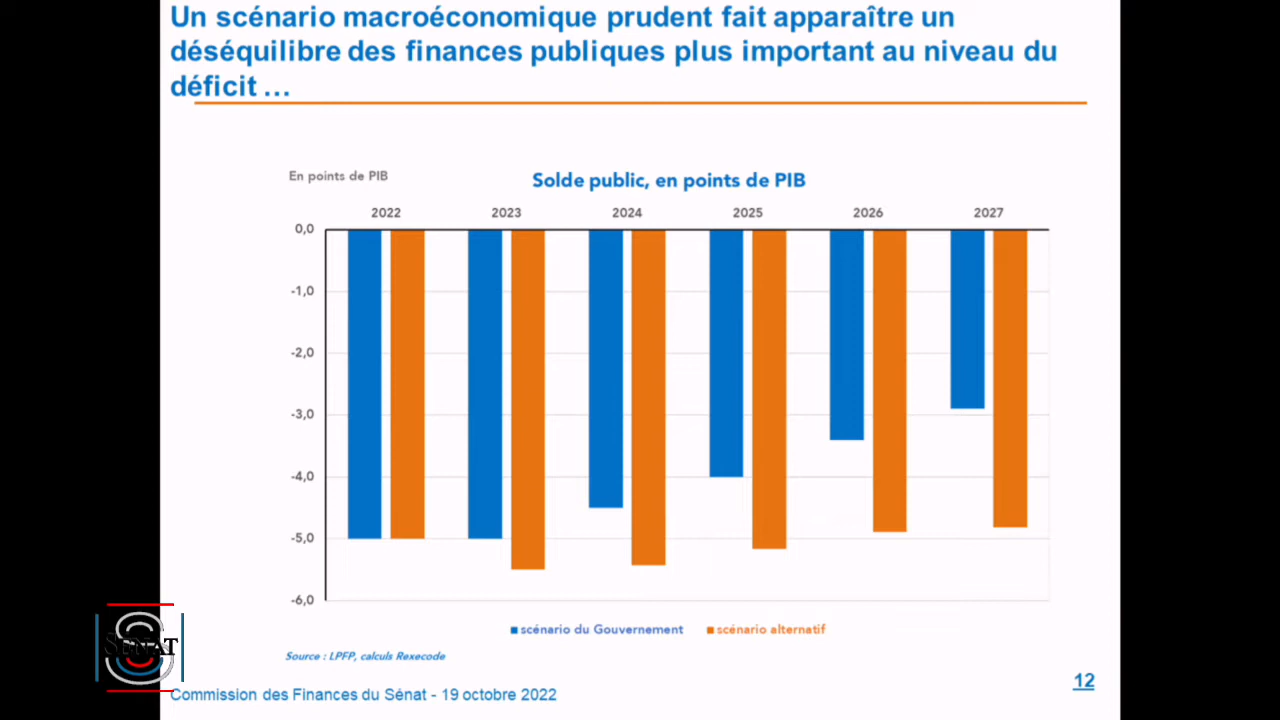 Un scénario macroéconomique prudent fait apparaître un
déséquilibre des finances publiques plus important au niveau du
déficit ...
En points de PIB
Solde public, en points de PIB
2022 2023 2024 2025 2026 2027
0,0
-1,0
-2,0
-3,0
-4,0
-5,0
-6,0
scénario du Gouvernement scénario alternatif
Source : LPFP, calculs Rexecode
SÉNAT
Commission des Finances du Sénat - 19 octobre 2022
12